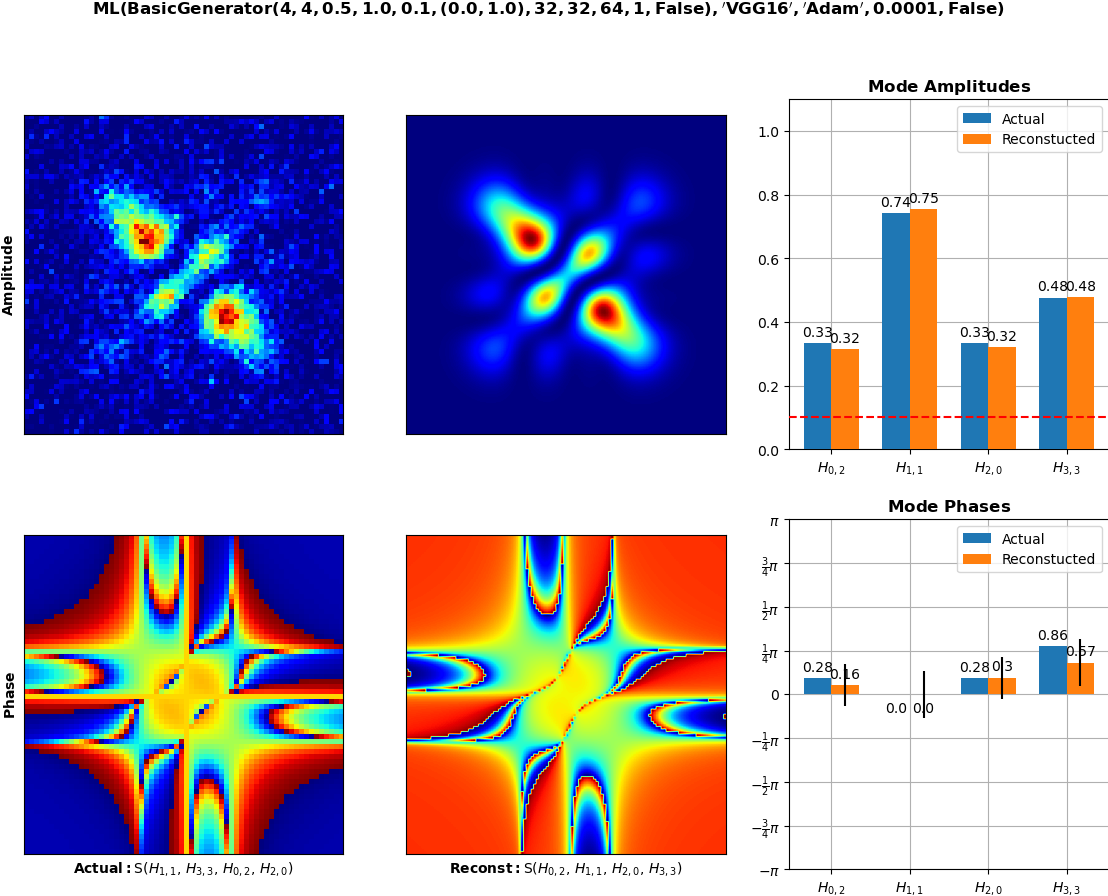 ML(BasicGenerator(4, 4, 0.5, 1.0, 0.1, (0.0, 1.0), 32, 32, 64, 1, False), ′VGG16′, ′Adam′, 0.0001, False)
Amplitude
Mode Amplitudes
Actual
Reconstucted
1.0
0.8
0.6
0.4
0.2
0.0
0.33
0.32
0.74
0.75
0.33
0.32
0.48
0.48
H0,2
H1,1
H2,0
H3,3
Phase
Actual: S(H1,1, H3,3, H0,2, H2,0)
Reconst: S(H0,2, H1,1, H2,0, H3,3)
Mode Phases
Actual
Reconstucted
π
3/4π
1/2π
1/4π
0
−1/4π
−1/2π
−3/4π
−π
0.28
0.16
0.0
0.0
0.28
0.3
0.86
0.57
H0,2
H1,1
H2,0
H3,3